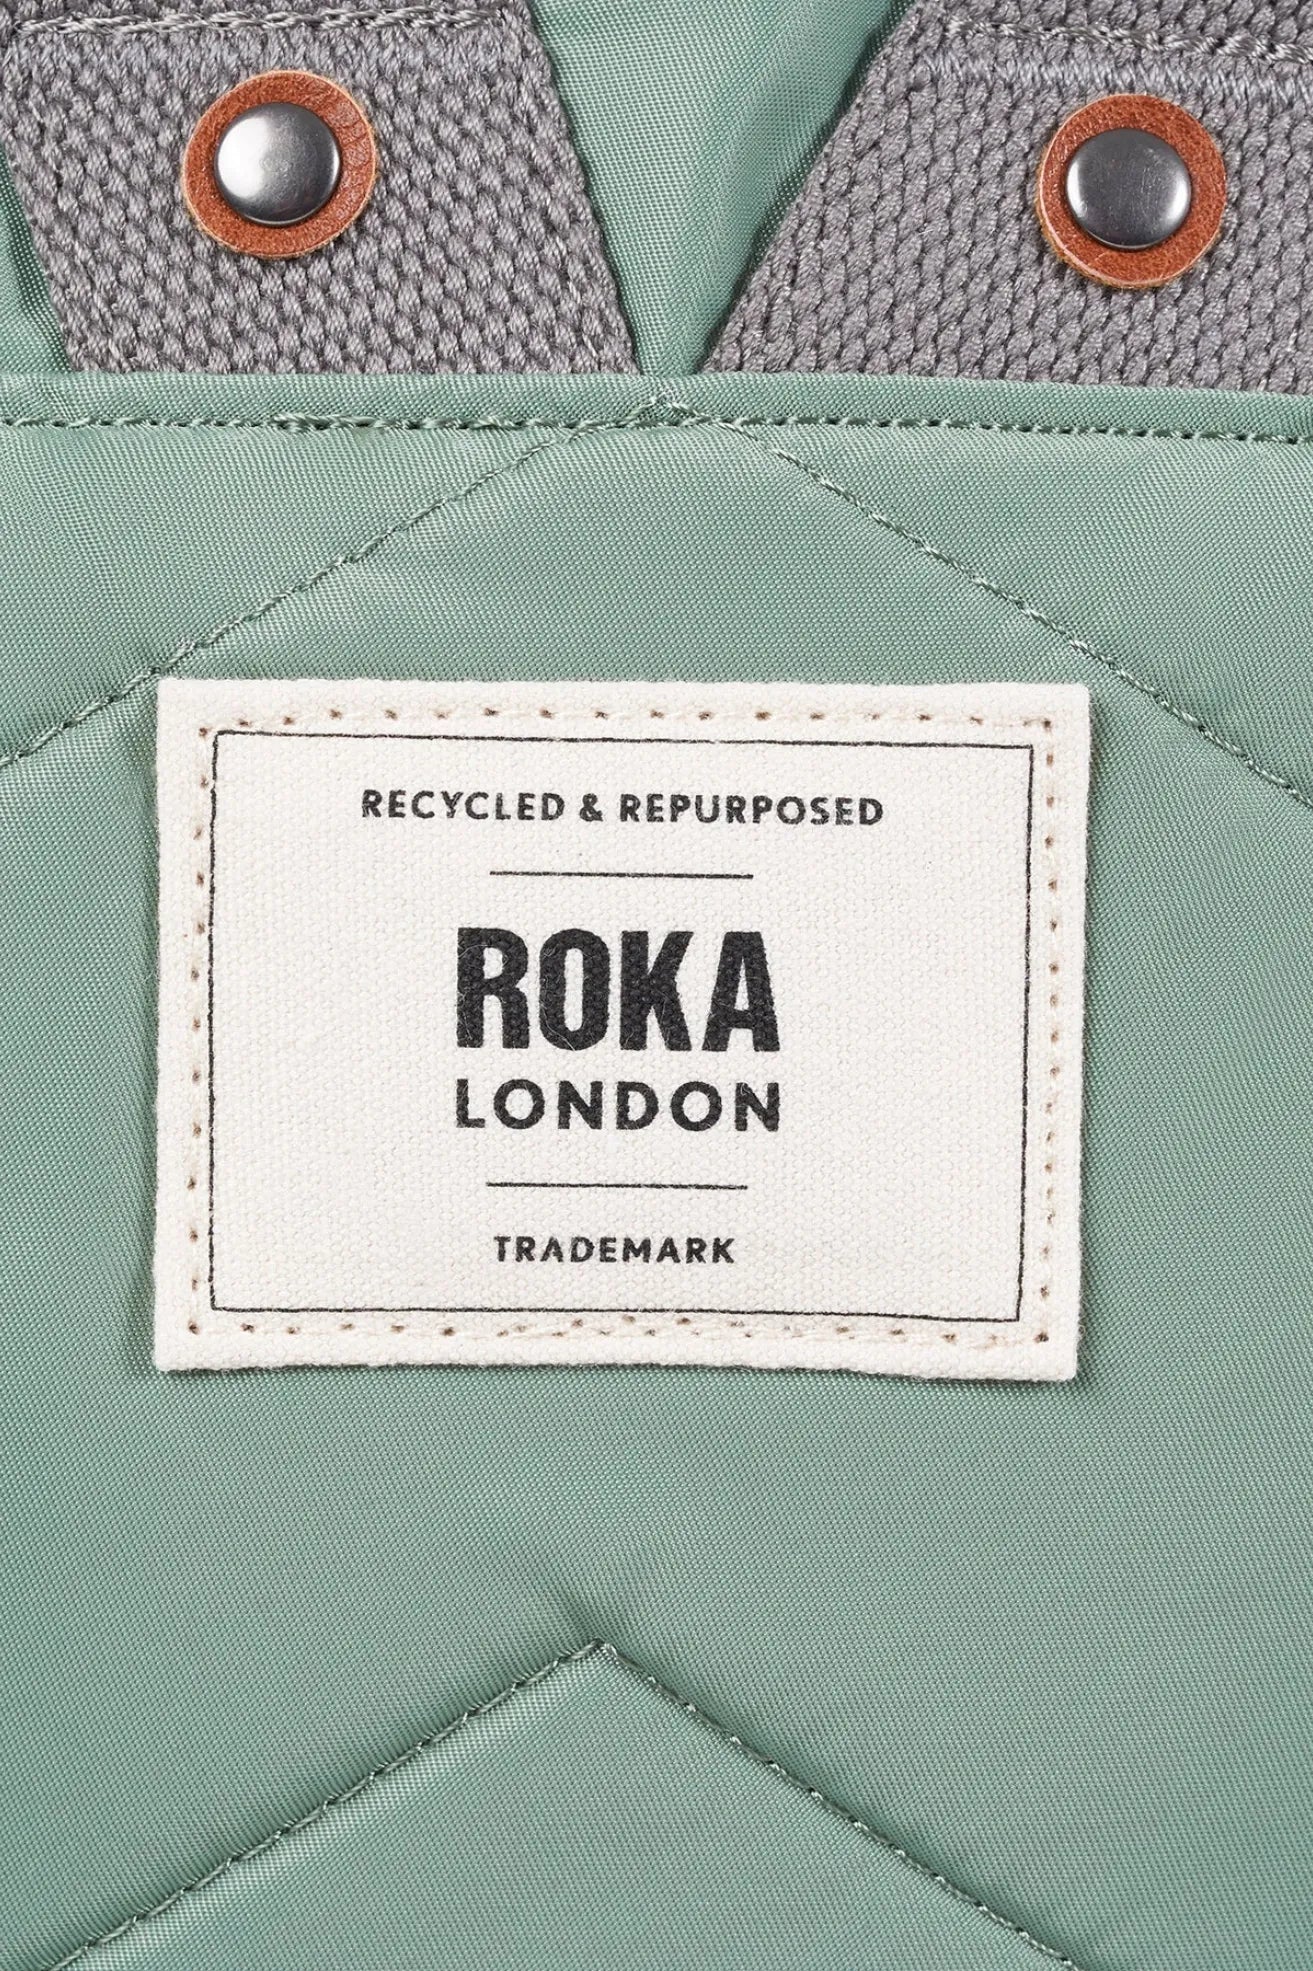 RECYCLED & REPURPOSED
ROKA
LONDON
TRADEMARK